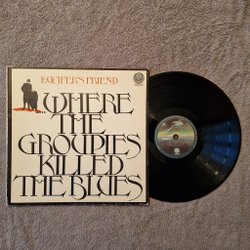 LUCIFER'S FRIEND
WHERE
THE
GROUPIES
KILLED
THE BLUES